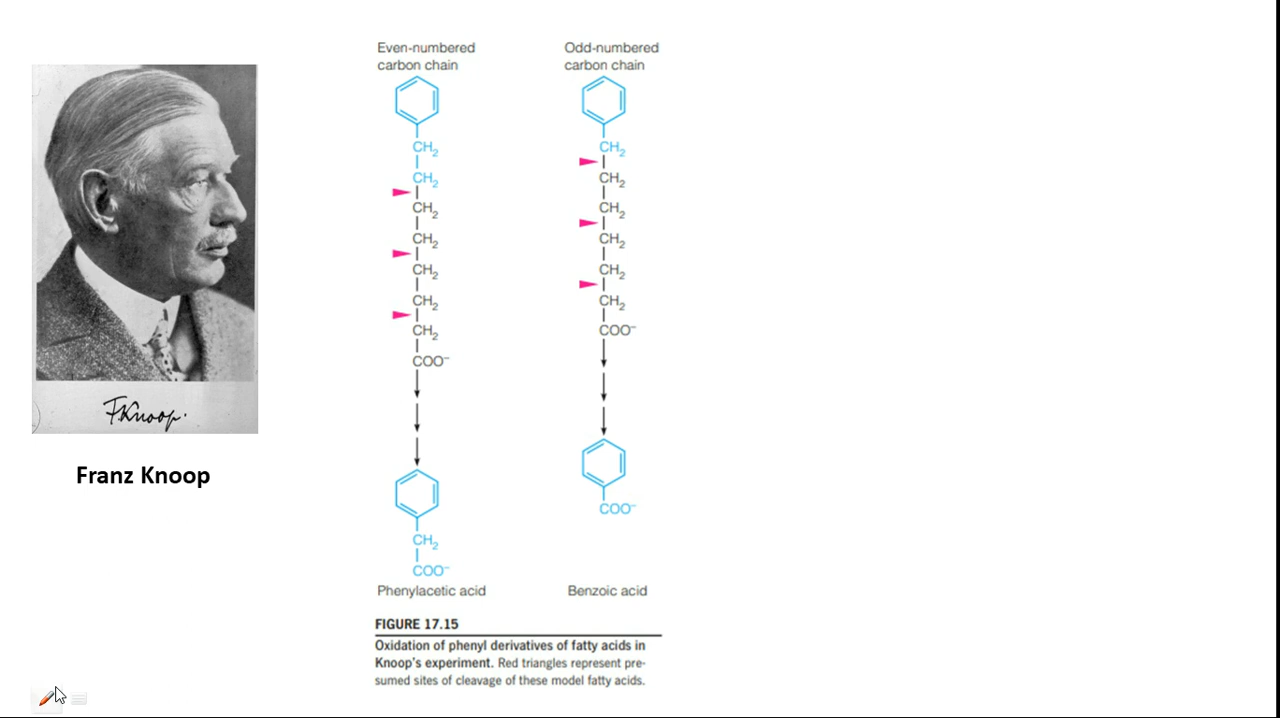 Even-numbered
carbon chain
CH₂
CH₂
CH₂
CH₂
CH₂
CH₂
CH₂
COO⁻
CH₂
COO⁻
Phenylacetic acid
Odd-numbered
carbon chain
CH₂
CH₂
CH₂
CH₂
CH₂
CH₂
COO⁻
COO⁻
Benzoic acid
F.Knoop.
Franz Knoop
FIGURE 17.15
Oxidation of phenyl derivatives of fatty acids in
Knoop's experiment. Red triangles represent pre-
sumed sites of cleavage of these model fatty acids.